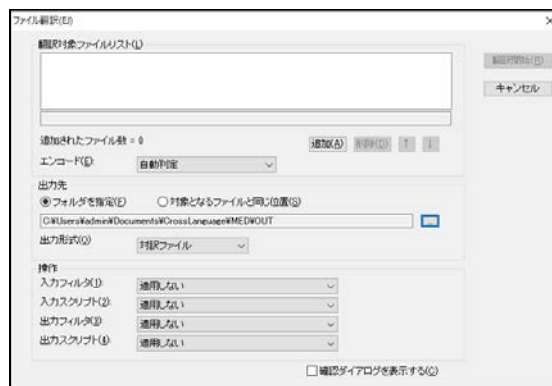 ファイル翻訳(EJ)
翻訳対象ファイルリスト(L)
翻訳開始(R)
キャンセル
追加されたファイル数 = 0
追加(A) 削除(D) ↑ ↓
エンコード(E): 自動判定
出力先
フォルダを指定(F) 対象となるファイルと同じ位置(S)
C:¥Users¥admin¥Documents¥CrossLanguage¥MED¥OUT
...
出力形式(O) 対訳ファイル
操作
入力フィルタ(1): 適用しない
入力スクリプト(2): 適用しない
出力フィルタ(3): 適用しない
出力スクリプト(4): 適用しない
確認ダイアログを表示する(C)